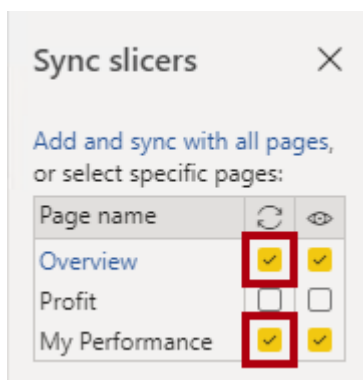 Sync slicers
Add and sync with all pages,
or select specific pages:
Page name
Overview
Profit
My Performance